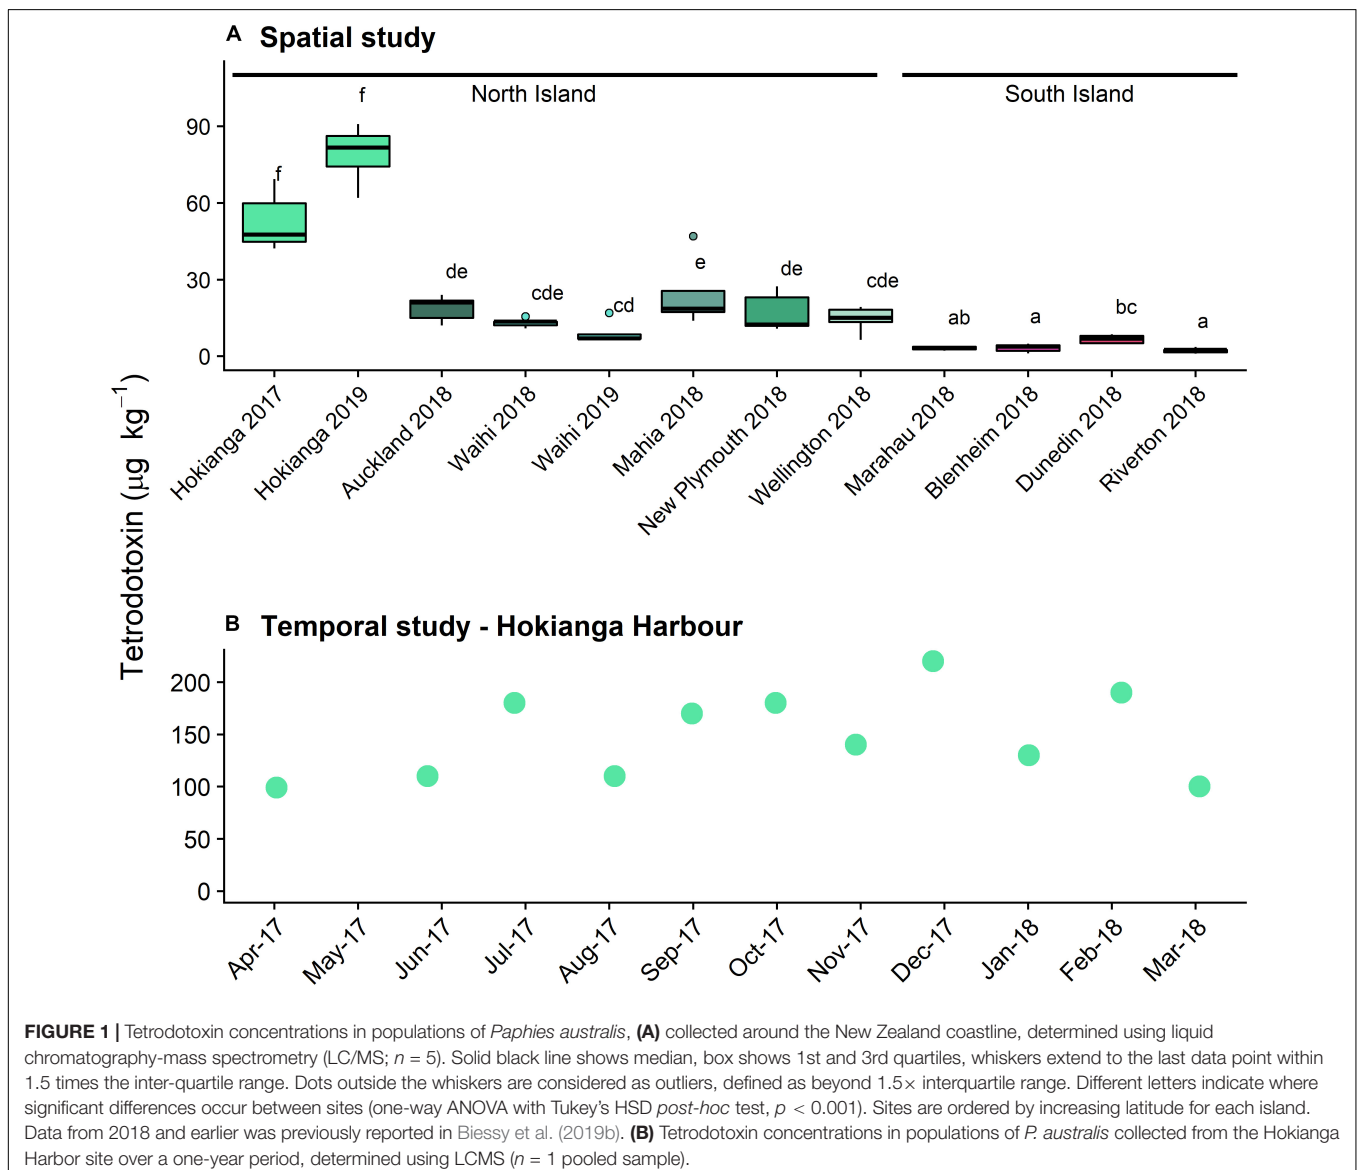 A Spatial study
North Island
South Island
f
f
de
cde
cd
e
de
cde
ab
a
bc
a
90
60
30
0
Hokianga 2017
Hokianga 2019
Auckland 2018
Waihi 2018
Waihi 2019
Mahia 2018
New Plymouth 2018
Wellington 2018
Marahau 2018
Blenheim 2018
Dunedin 2018
Riverton 2018
Tetrodotoxin (µg kg⁻¹)
B Temporal study - Hokianga Harbour
200
150
100
50
0
Apr-17
May-17
Jun-17
Jul-17
Aug-17
Sep-17
Oct-17
Nov-17
Dec-17
Jan-18
Feb-18
Mar-18
FIGURE 1 | Tetrodotoxin concentrations in populations of Paphies australis, (A) collected around the New Zealand coastline, determined using liquid
chromatography-mass spectrometry (LC/MS; n = 5). Solid black line shows median, box shows 1st and 3rd quartiles, whiskers extend to the last data point within
1.5 times the inter-quartile range. Dots outside the whiskers are considered as outliers, defined as beyond 1.5× interquartile range. Different letters indicate where
significant differences occur between sites (one-way ANOVA with Tukey's HSD post-hoc test, p < 0.001). Sites are ordered by increasing latitude for each island.
Data from 2018 and earlier was previously reported in Biessy et al. (2019b). (B) Tetrodotoxin concentrations in populations of P. australis collected from the Hokianga
Harbor site over a one-year period, determined using LCMS (n = 1 pooled sample).